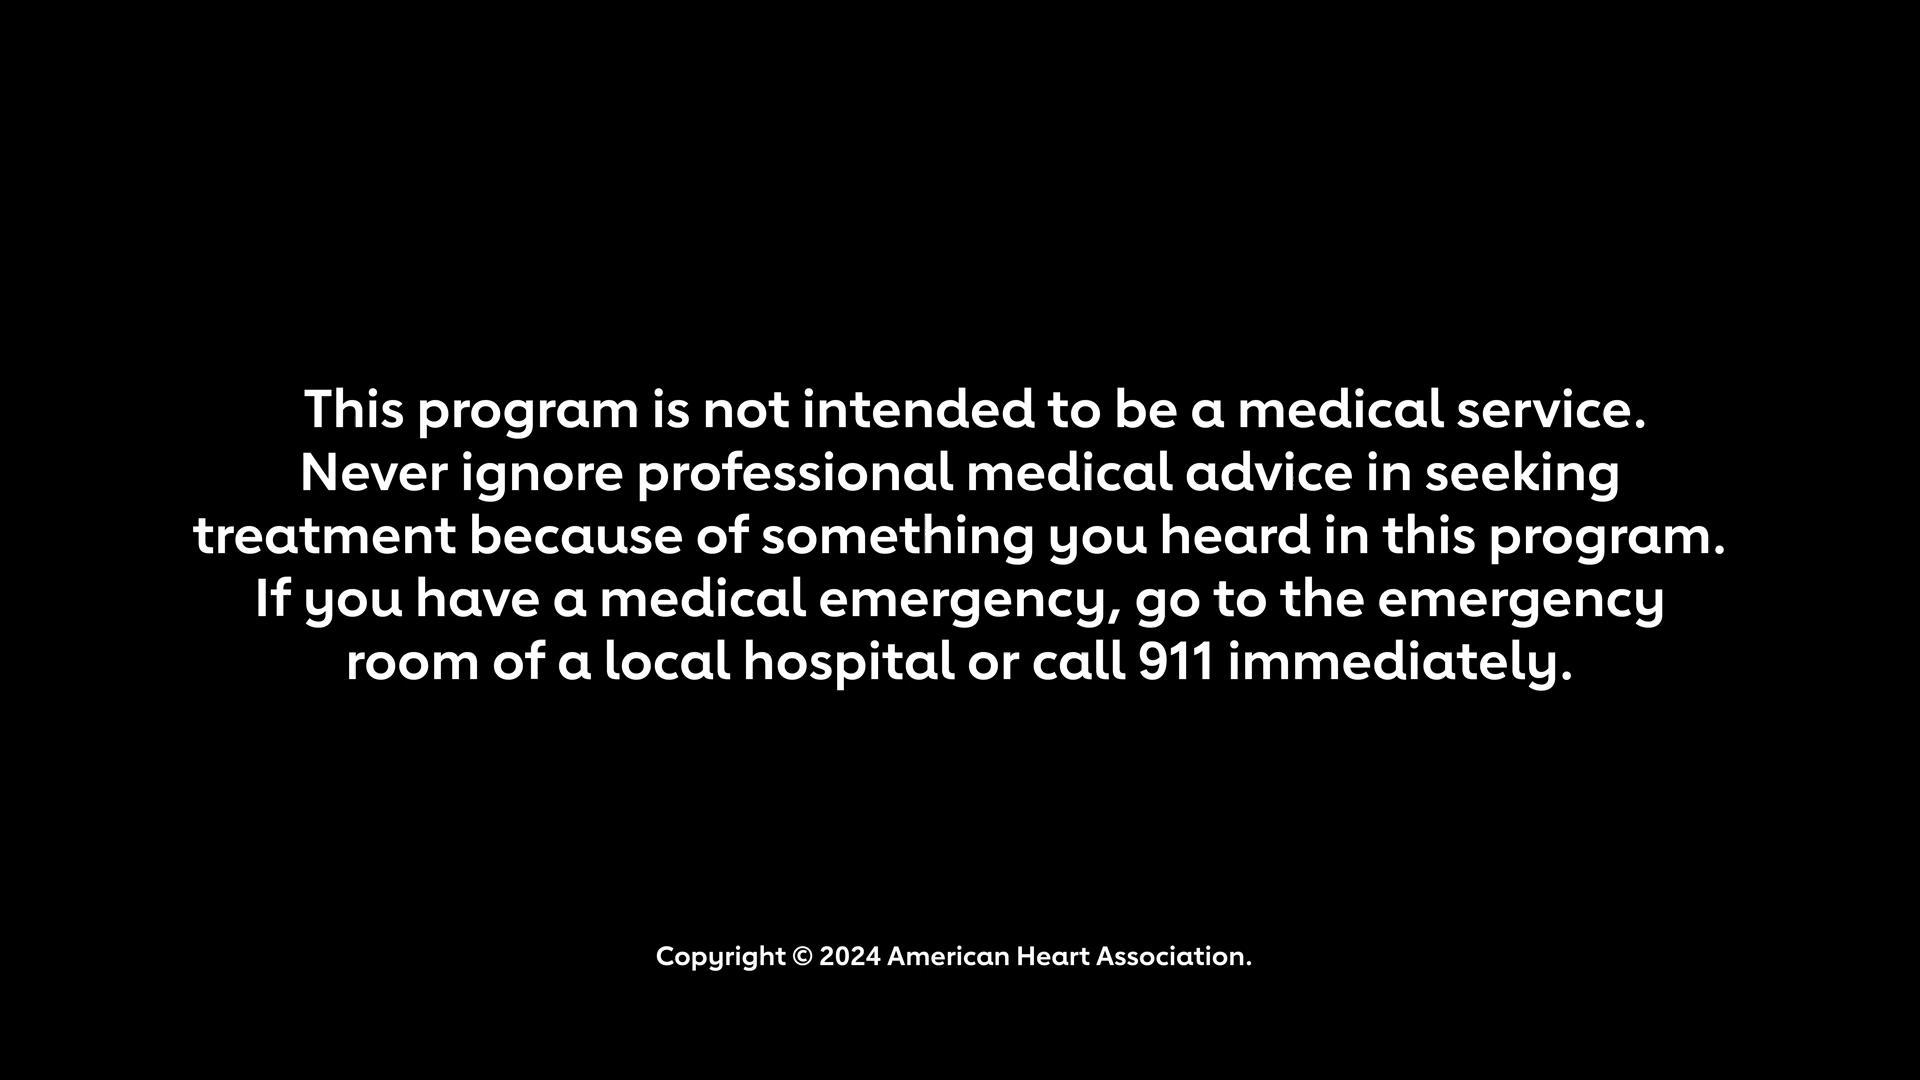 This program is not intended to be a medical service.
Never ignore professional medical advice in seeking
treatment because of something you heard in this program.
If you have a medical emergency, go to the emergency
room of a local hospital or call 911 immediately.
Copyright © 2024 American Heart Association.